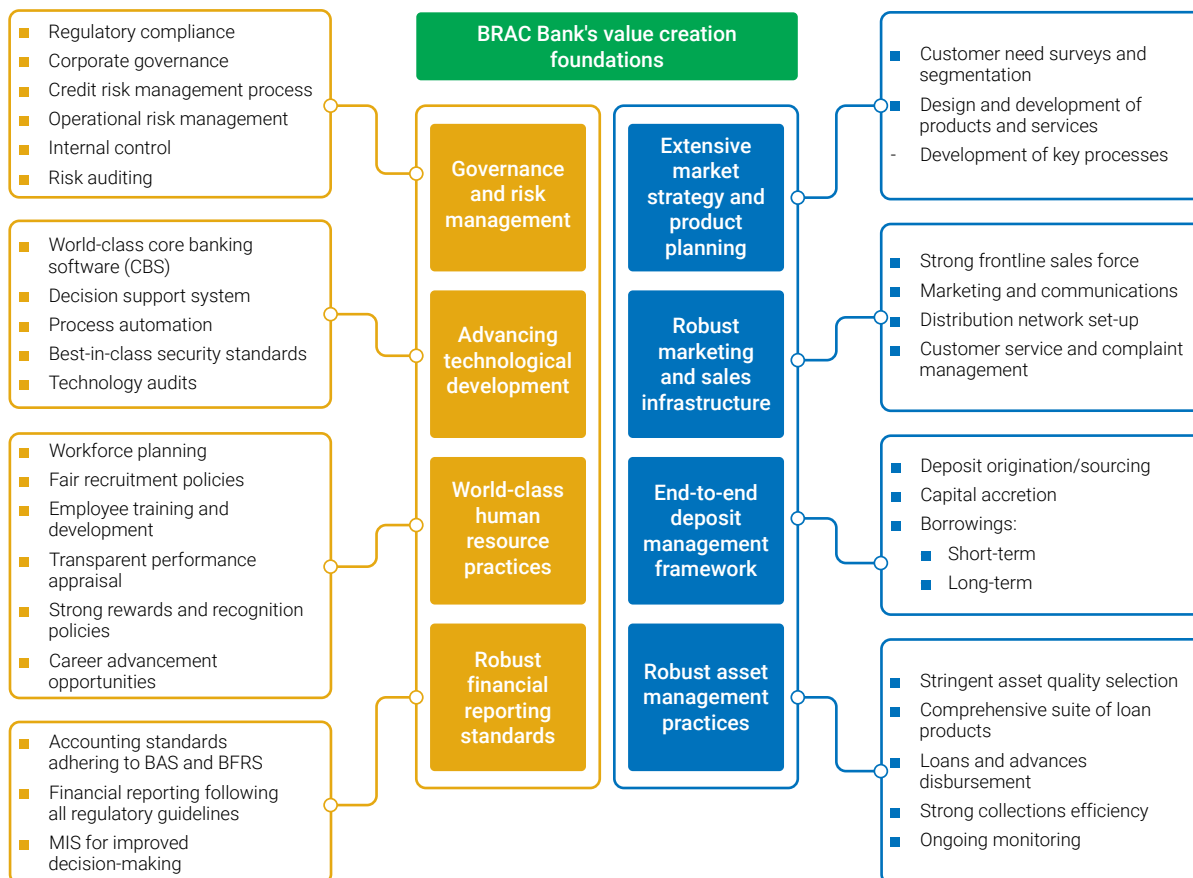 BRAC Bank's value creation
foundations
Regulatory compliance
Corporate governance
Credit risk management process
Operational risk management
Internal control
Risk auditing
Governance
and risk
management
World-class core banking
software (CBS)
Decision support system
Process automation
Best-in-class security standards
Technology audits
Advancing
technological
development
Workforce planning
Fair recruitment policies
Employee training and
development
Transparent performance
appraisal
Strong rewards and recognition
policies
Career advancement
opportunities
World-class
human
resource
practices
Accounting standards
adhering to BAS and BFRS
Financial reporting following
all regulatory guidelines
MIS for improved
decision-making
Robust
financial
reporting
standards
Extensive
market
strategy and
product
planning
Customer need surveys and
segmentation
Design and development of
products and services
- Development of key processes
Robust
marketing
and sales
infrastructure
Strong frontline sales force
Marketing and communications
Distribution network set-up
Customer service and complaint
management
End-to-end
deposit
management
framework
Deposit origination/sourcing
Capital accretion
Borrowings:
Short-term
Long-term
Robust asset
management
practices
Stringent asset quality selection
Comprehensive suite of loan
products
Loans and advances
disbursement
Strong collections efficiency
Ongoing monitoring